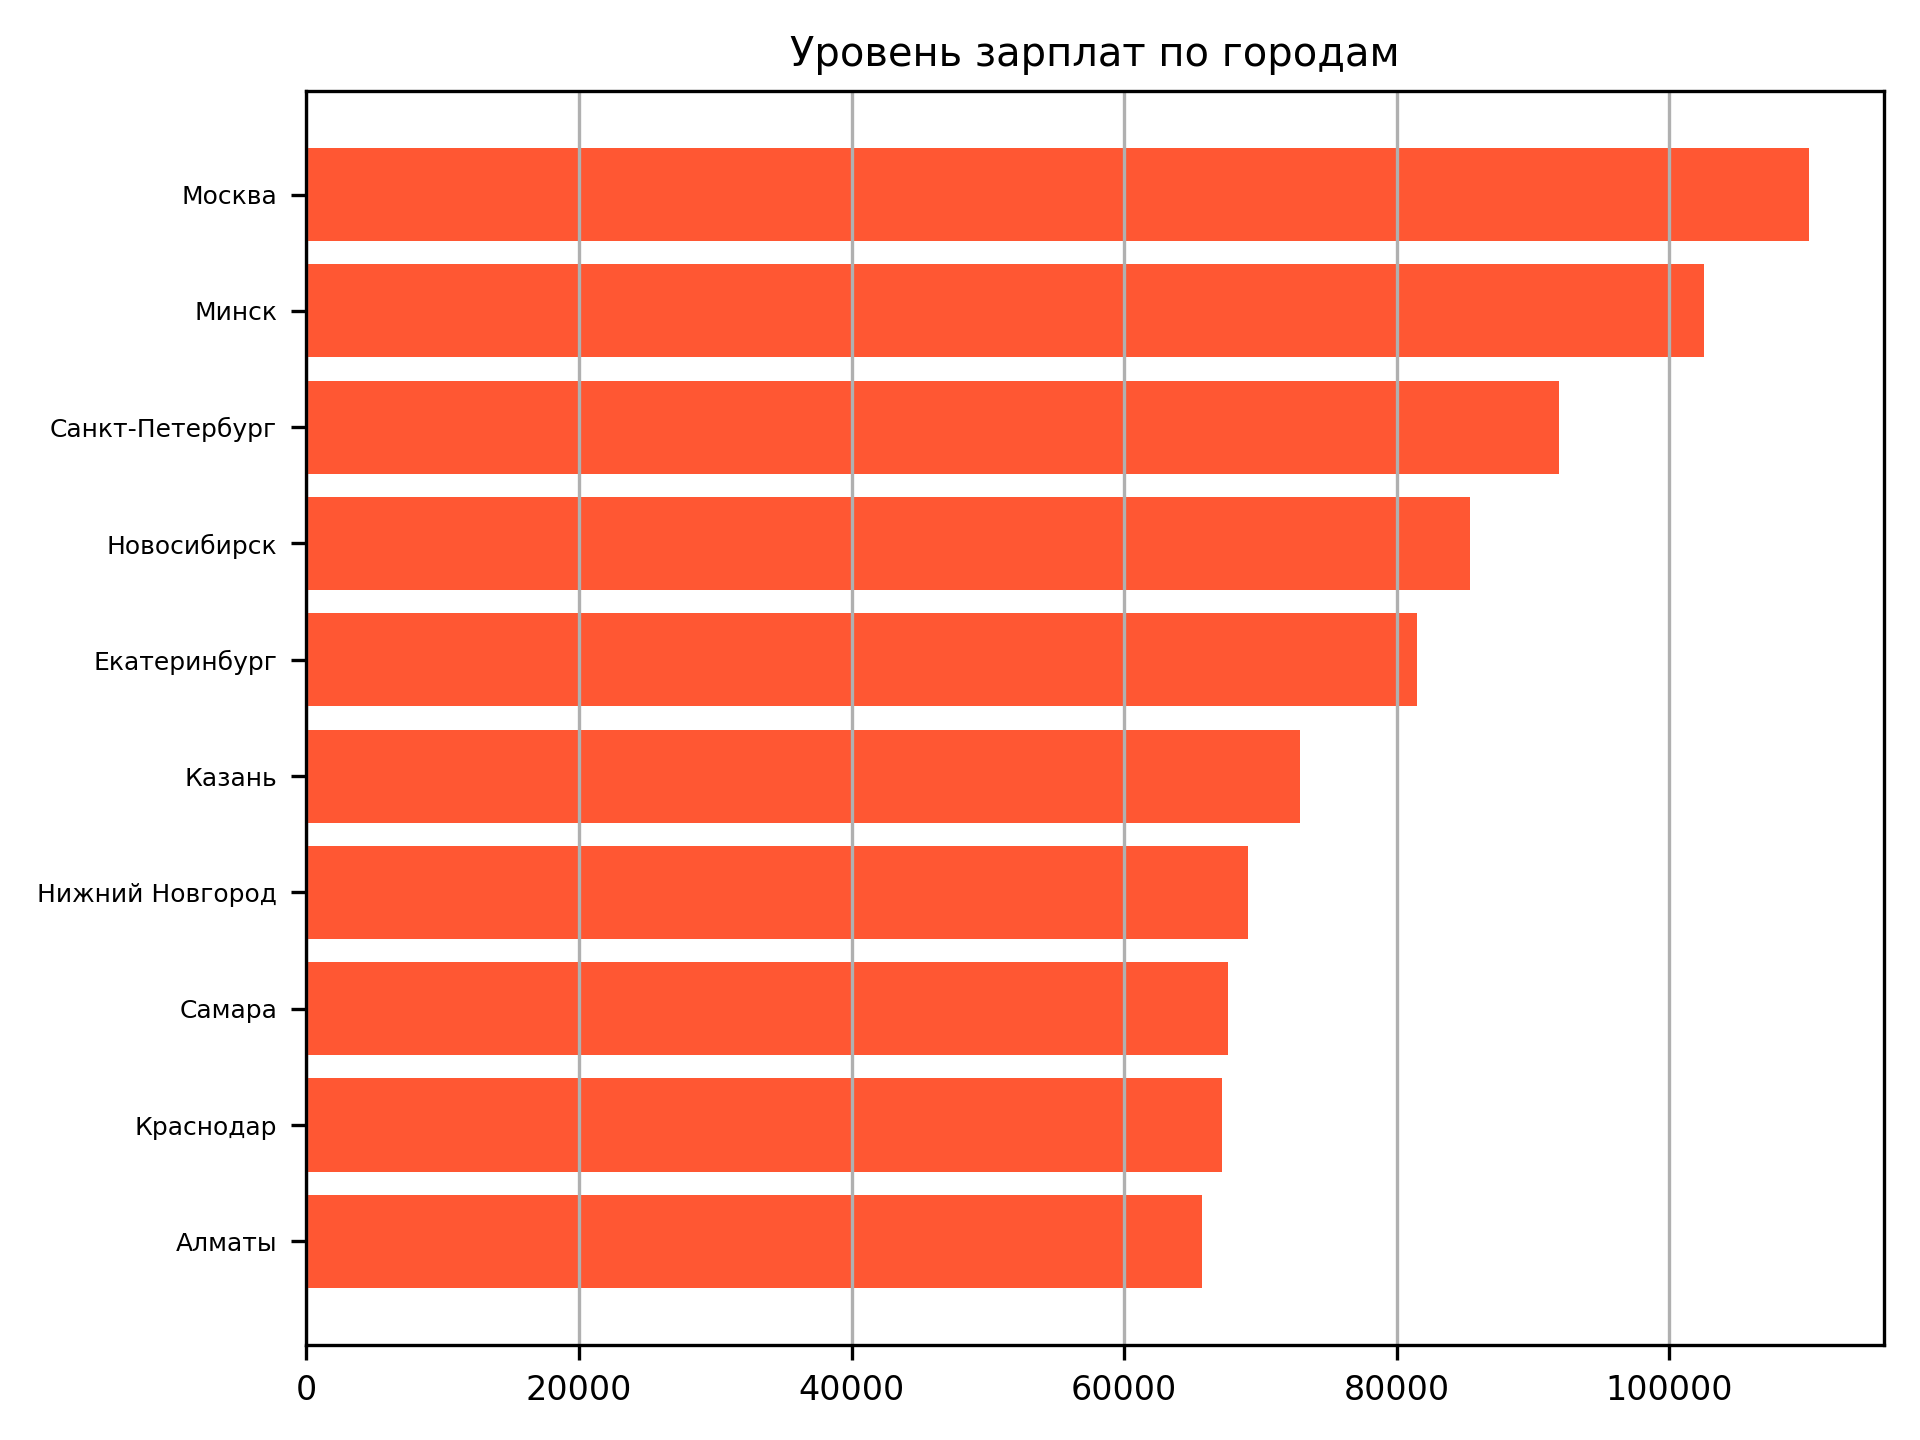 Уровень зарплат по городам
Москва
Минск
Санкт-Петербург
Новосибирск
Екатеринбург
Казань
Нижний Новгород
Самара
Краснодар
Алматы
0 20000 40000 60000 80000 100000